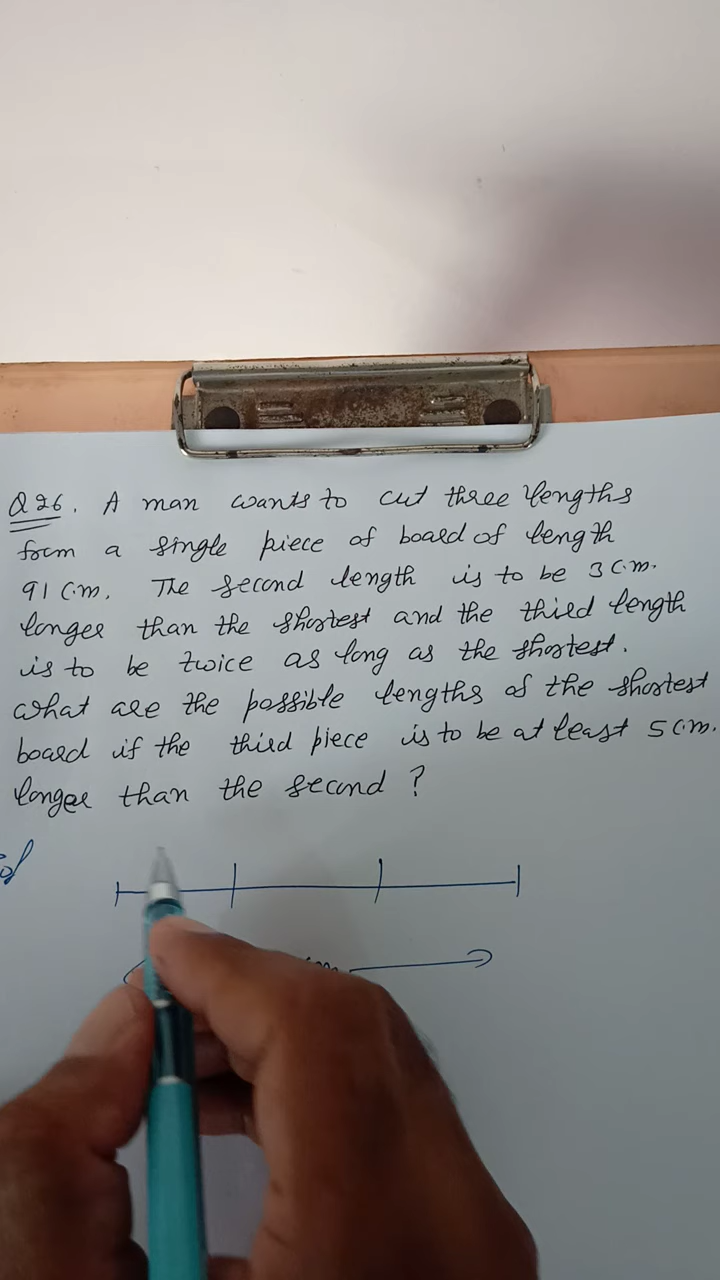 Q 26. A man wants to cut three lengths
from a single piece of board of length
91 cm. The second length is to be 3 cm.
longer than the shortest and the third length
is to be twice as long as the shortest.
what are the possible lengths of the shortest
board if the third piece is to be at least 5 cm.
longer than the second ?